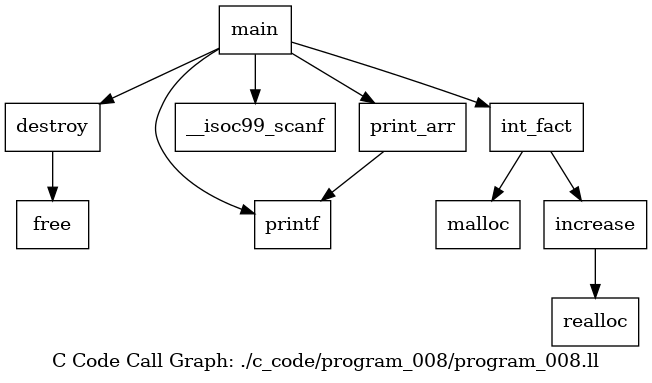 main
destroy
__isoc99_scanf
print_arr
int_fact
free
printf
malloc
increase
realloc
C Code Call Graph: ./c_code/program_008/program_008.ll